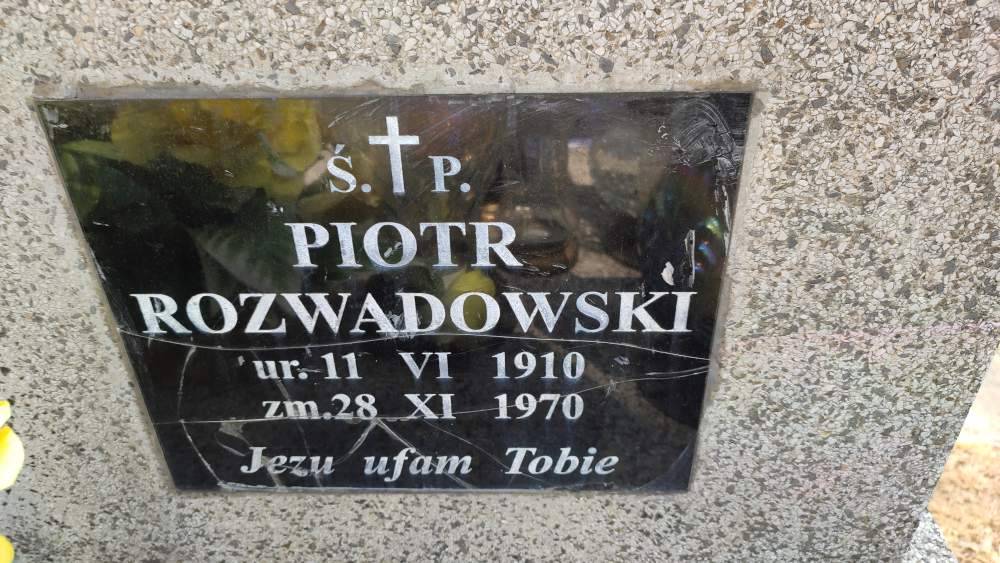 Ś. P.
PIOTR
ROZWADOWSKI
ur. 11 VI 1910
zm. 28 XI 1970
Jezu ufam Tobie